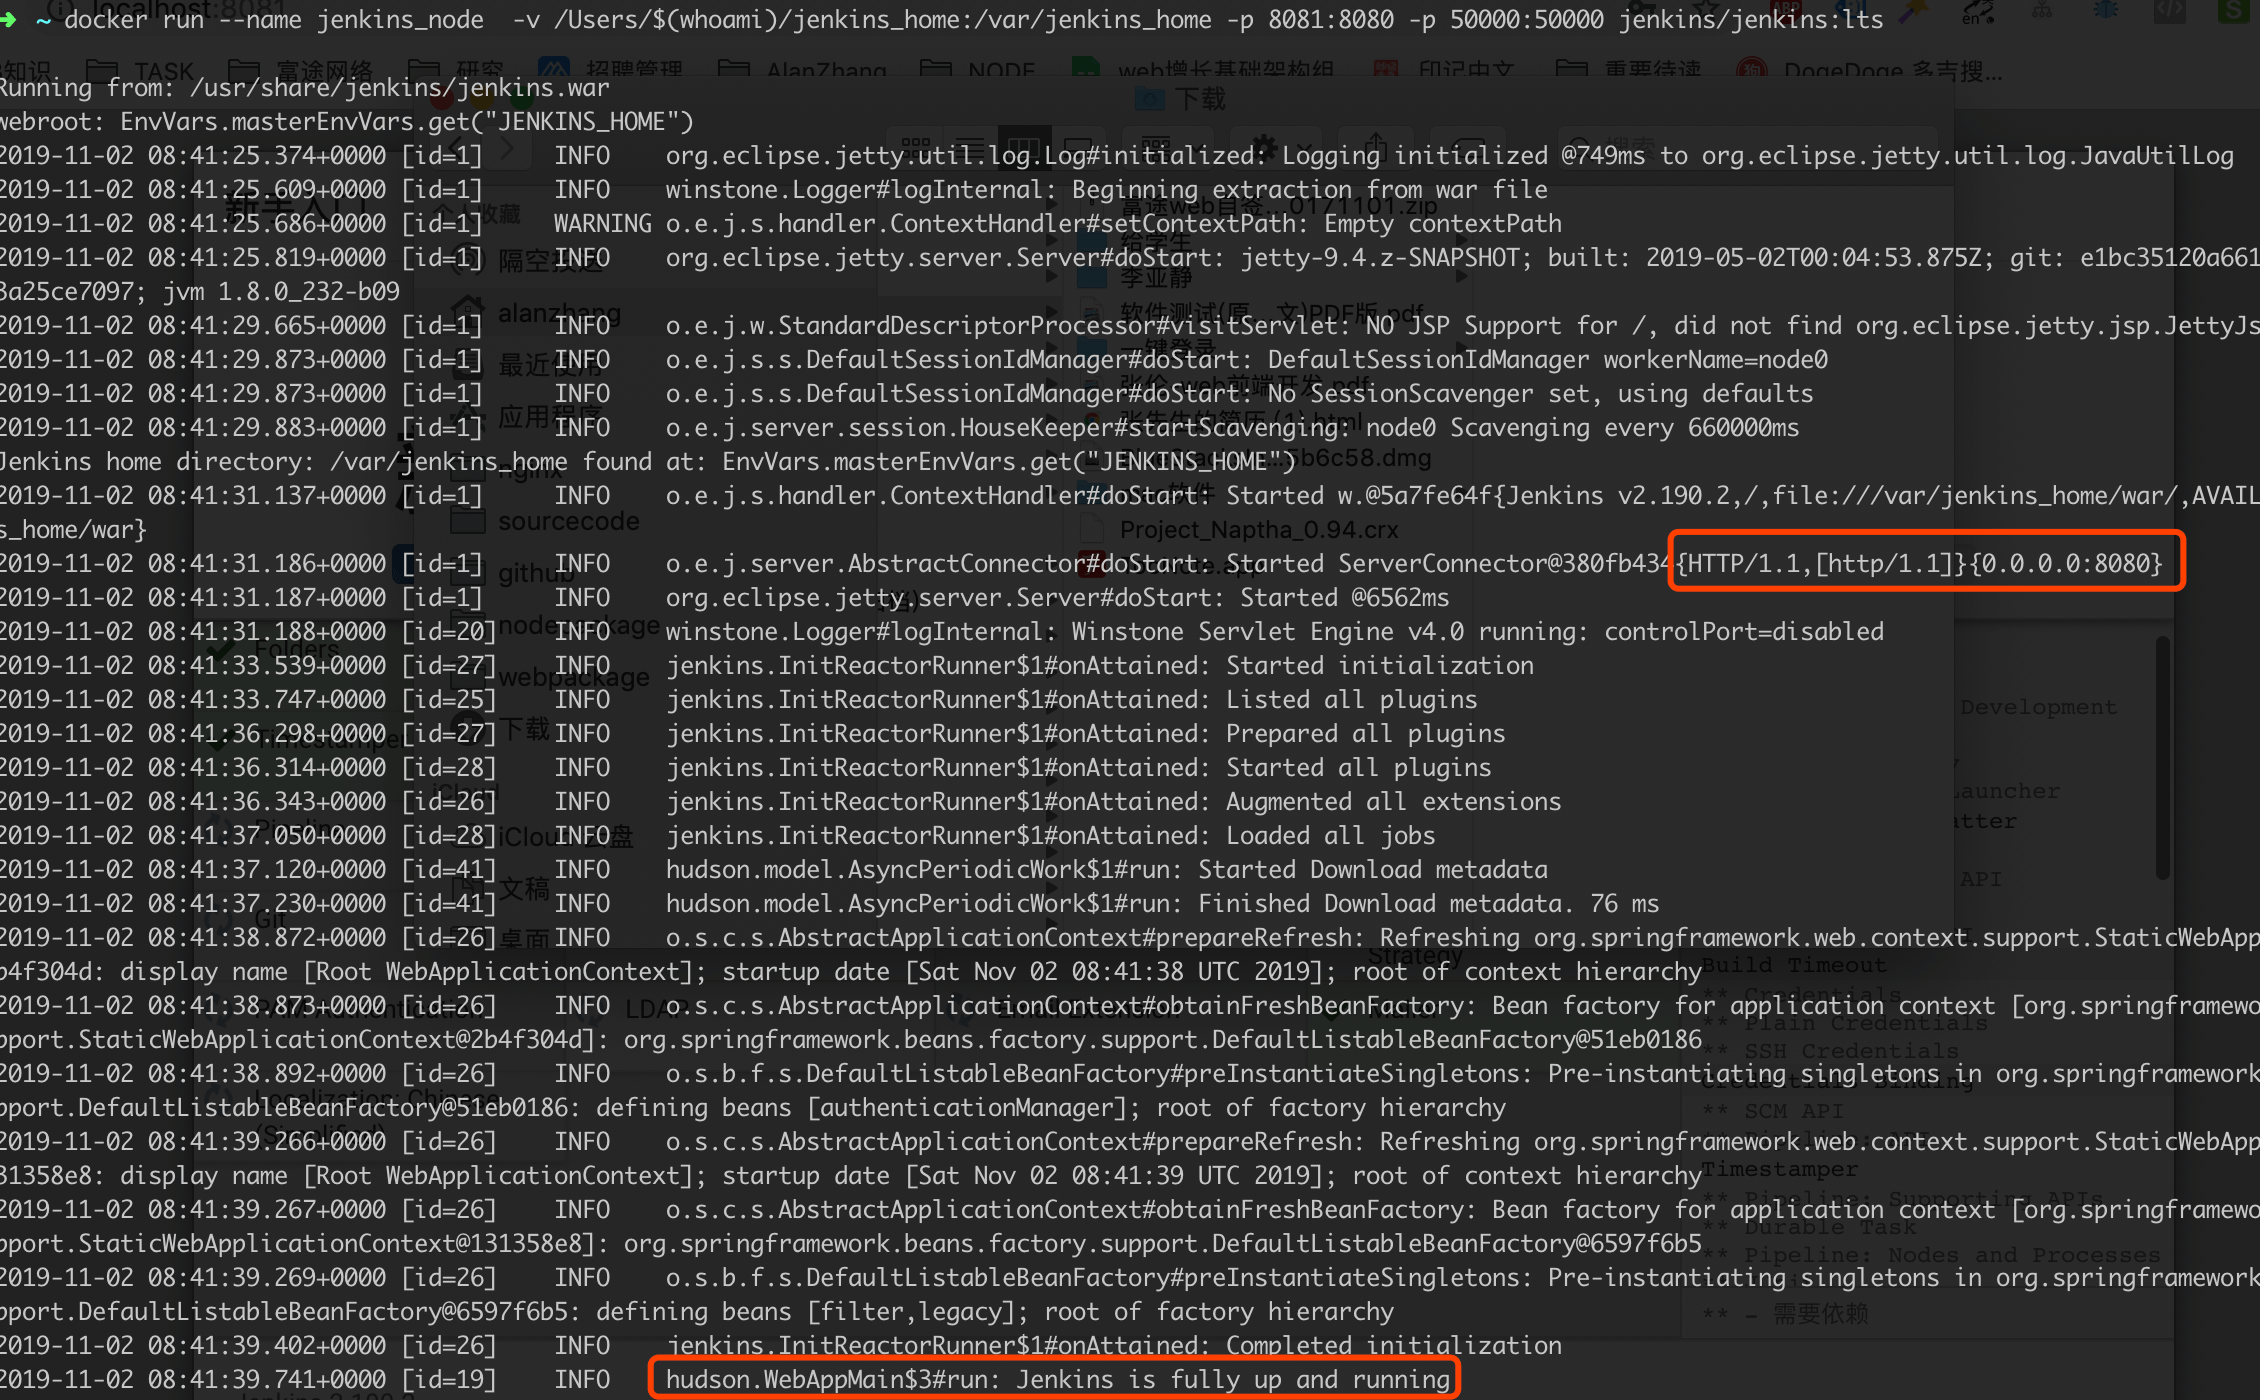 ➜ ~ docker run --name jenkins_node -v /Users/$(whoami)/jenkins_home:/var/jenkins_home -p 8081:8080 -p 50000:50000 jenkins/jenkins:lts
Running from: /usr/share/jenkins/jenkins.war
webroot: EnvVars.masterEnvVars.get("JENKINS_HOME")
2019-11-02 08:41:25.374+0000 [id=1] INFO org.eclipse.jetty.util.log.Log#initialized: Logging initialized @749ms to org.eclipse.jetty.util.log.JavaUtilLog
2019-11-02 08:41:25.609+0000 [id=1] INFO winstone.Logger#logInternal: Beginning extraction from war file
2019-11-02 08:41:25.686+0000 [id=1] WARNING o.e.j.s.handler.ContextHandler#setContextPath: Empty contextPath
2019-11-02 08:41:25.819+0000 [id=1] INFO org.eclipse.jetty.server.Server#doStart: jetty-9.4.z-SNAPSHOT; built: 2019-05-02T00:04:53.875Z; git: e1bc35120a661
3a25ce7097; jvm 1.8.0_232-b09
2019-11-02 08:41:29.665+0000 [id=1] INFO o.e.j.w.StandardDescriptorProcessor#visitServlet: NO JSP Support for /, did not find org.eclipse.jetty.jsp.JettyJs
2019-11-02 08:41:29.873+0000 [id=1] INFO o.e.j.s.s.DefaultSessionIdManager#doStart: DefaultSessionIdManager workerName=node0
2019-11-02 08:41:29.873+0000 [id=1] INFO o.e.j.s.s.DefaultSessionIdManager#doStart: No SessionScavenger set, using defaults
2019-11-02 08:41:29.883+0000 [id=1] INFO o.e.j.server.session.HouseKeeper#startScavenging: node0 Scavenging every 660000ms
Jenkins home directory: /var/jenkins_home found at: EnvVars.masterEnvVars.get("JENKINS_HOME")
2019-11-02 08:41:31.137+0000 [id=1] INFO o.e.j.s.handler.ContextHandler#doStart: Started w.@5a7fe64f{Jenkins v2.190.2,/,file:///var/jenkins_home/war/,AVAIL
s_home/war}
2019-11-02 08:41:31.186+0000 [id=1] INFO o.e.j.server.AbstractConnector#doStart: Started ServerConnector@380fb434{HTTP/1.1,[http/1.1]}{0.0.0.0:8080}
2019-11-02 08:41:31.187+0000 [id=1] INFO org.eclipse.jetty.server.Server#doStart: Started @6562ms
2019-11-02 08:41:31.188+0000 [id=20] INFO winstone.Logger#logInternal: Winstone Servlet Engine v4.0 running: controlPort=disabled
2019-11-02 08:41:33.539+0000 [id=27] INFO jenkins.InitReactorRunner$1#onAttained: Started initialization
2019-11-02 08:41:33.747+0000 [id=25] INFO jenkins.InitReactorRunner$1#onAttained: Listed all plugins
2019-11-02 08:41:36.298+0000 [id=27] INFO jenkins.InitReactorRunner$1#onAttained: Prepared all plugins
2019-11-02 08:41:36.314+0000 [id=28] INFO jenkins.InitReactorRunner$1#onAttained: Started all plugins
2019-11-02 08:41:36.343+0000 [id=26] INFO jenkins.InitReactorRunner$1#onAttained: Augmented all extensions
2019-11-02 08:41:37.050+0000 [id=28] INFO jenkins.InitReactorRunner$1#onAttained: Loaded all jobs
2019-11-02 08:41:37.120+0000 [id=41] INFO hudson.model.AsyncPeriodicWork$1#run: Started Download metadata
2019-11-02 08:41:37.230+0000 [id=41] INFO hudson.model.AsyncPeriodicWork$1#run: Finished Download metadata. 76 ms
2019-11-02 08:41:38.872+0000 [id=26] INFO o.s.c.s.AbstractApplicationContext#prepareRefresh: Refreshing org.springframework.web.context.support.StaticWebApp
b4f304d: display name [Root WebApplicationContext]; startup date [Sat Nov 02 08:41:38 UTC 2019]; root of context hierarchy
2019-11-02 08:41:38.873+0000 [id=26] INFO o.s.c.s.AbstractApplicationContext#obtainFreshBeanFactory: Bean factory for application context [org.springframewo
pport.StaticWebApplicationContext@2b4f304d]: org.springframework.beans.factory.support.DefaultListableBeanFactory@51eb0186
2019-11-02 08:41:38.892+0000 [id=26] INFO o.s.b.f.s.DefaultListableBeanFactory#preInstantiateSingletons: Pre-instantiating singletons in org.springframework
pport.DefaultListableBeanFactory@51eb0186: defining beans [authenticationManager]; root of factory hierarchy
2019-11-02 08:41:39.266+0000 [id=26] INFO o.s.c.s.AbstractApplicationContext#prepareRefresh: Refreshing org.springframework.web.context.support.StaticWebApp
31358e8: display name [Root WebApplicationContext]; startup date [Sat Nov 02 08:41:39 UTC 2019]; root of context hierarchy
2019-11-02 08:41:39.267+0000 [id=26] INFO o.s.c.s.AbstractApplicationContext#obtainFreshBeanFactory: Bean factory for application context [org.springframewo
pport.StaticWebApplicationContext@131358e8]: org.springframework.beans.factory.support.DefaultListableBeanFactory@6597f6b5
2019-11-02 08:41:39.269+0000 [id=26] INFO o.s.b.f.s.DefaultListableBeanFactory#preInstantiateSingletons: Pre-instantiating singletons in org.springframework
pport.DefaultListableBeanFactory@6597f6b5: defining beans [filter,legacy]; root of factory hierarchy
2019-11-02 08:41:39.402+0000 [id=26] INFO jenkins.InitReactorRunner$1#onAttained: Completed initialization
2019-11-02 08:41:39.741+0000 [id=19] INFO hudson.WebAppMain$3#run: Jenkins is fully up and running